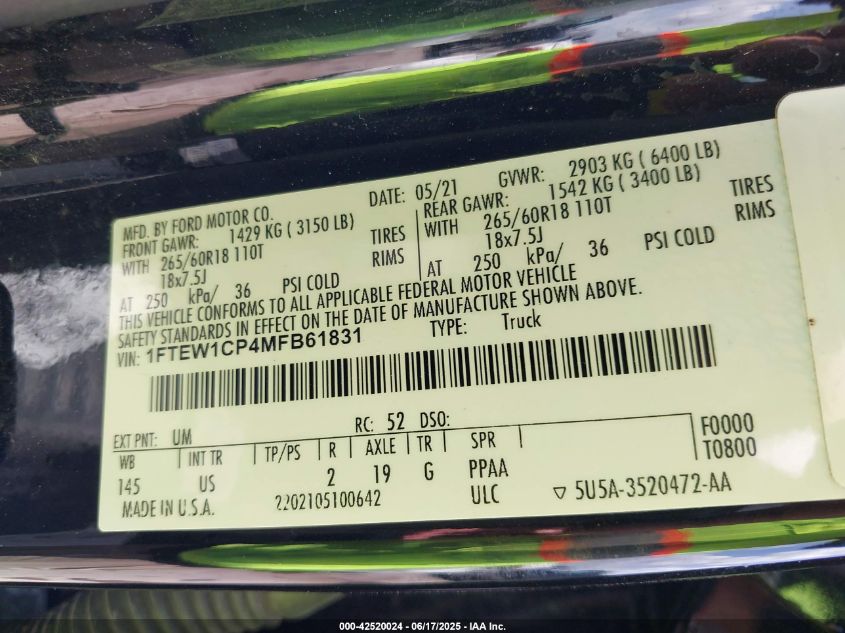 MFD. BY FORD MOTOR CO. DATE: 05/21 GVWR: 2903 KG ( 6400 LB)
FRONT GAWR: 1429 KG ( 3150 LB) REAR GAWR: 1542 KG ( 3400 LB)
WITH 265/60R18 110T TIRES WITH 265/60R18 110T TIRES
18x7.5J RIMS 18x7.5J RIMS
AT 250 kPa/ 36 PSI COLD AT 250 kPa/ 36 PSI COLD
THIS VEHICLE CONFORMS TO ALL APPLICABLE FEDERAL MOTOR VEHICLE
SAFETY STANDARDS IN EFFECT ON THE DATE OF MANUFACTURE SHOWN ABOVE.
VIN: 1FTEW1CP4MFB61831 TYPE: Truck
EXT PNT: UM RC: 52 DSO:
WB INT TR TP/PS R AXLE TR SPR F0000
145 US 2 19 G PPAA T0800
MADE IN U.S.A. 2202105100642 ULC ▽ 5U5A-3520472-AA
000-42520024 - 06/17/2025 - IAA Inc.